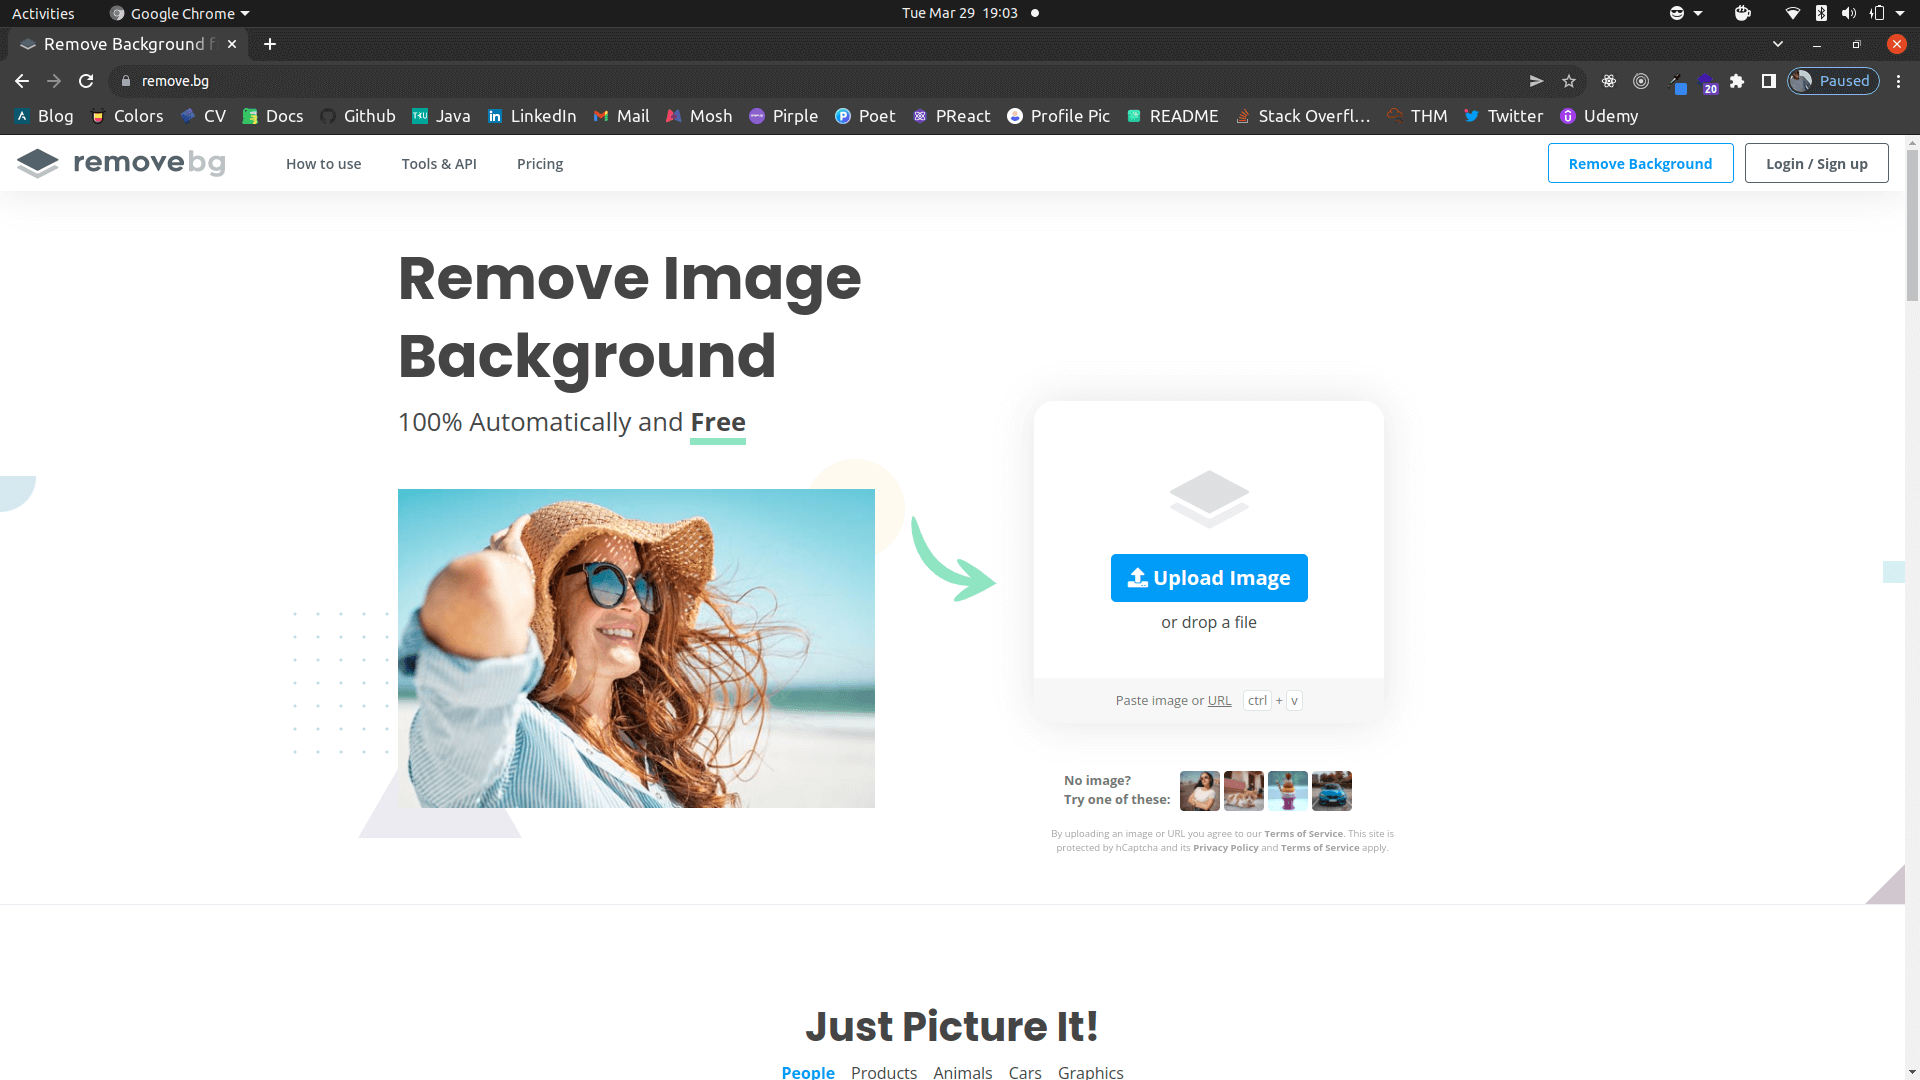 Activities
Google Chrome
Tue Mar 29 19:03
Remove Background f
remove.bg
20
Paused
Blog
Colors
CV
Docs
Github
Java
LinkedIn
Mail
Mosh
Pirple
Poet
PReact
Profile Pic
README
Stack Overfl...
THM
Twitter
Udemy
removebg
How to use
Tools & API
Pricing
Remove Background
Login / Sign up
Remove Image
Background
100% Automatically and Free
Upload Image
or drop a file
Paste image or URL ctrl + v
No image?
Try one of these:
By uploading an image or URL you agree to our Terms of Service. This site is
protected by hCaptcha and its Privacy Policy and Terms of Service apply.
Just Picture It!
People Products Animals Cars Graphics